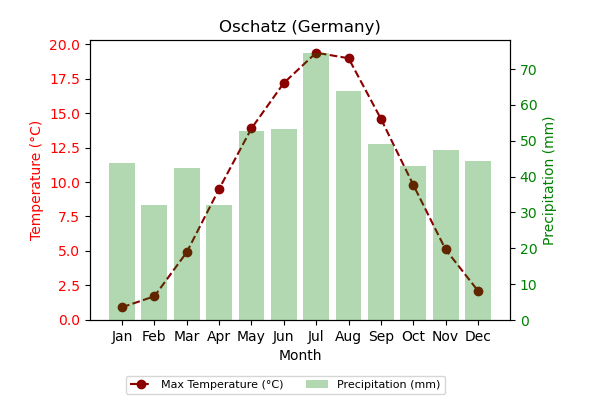 Oschatz (Germany)
20.0
17.5
15.0
12.5
10.0
7.5
5.0
2.5
0.0
Temperature (°C)
70
60
50
40
30
20
10
0
Precipitation (mm)
Jan Feb Mar Apr May Jun Jul Aug Sep Oct Nov Dec
Month
Max Temperature (°C) Precipitation (mm)